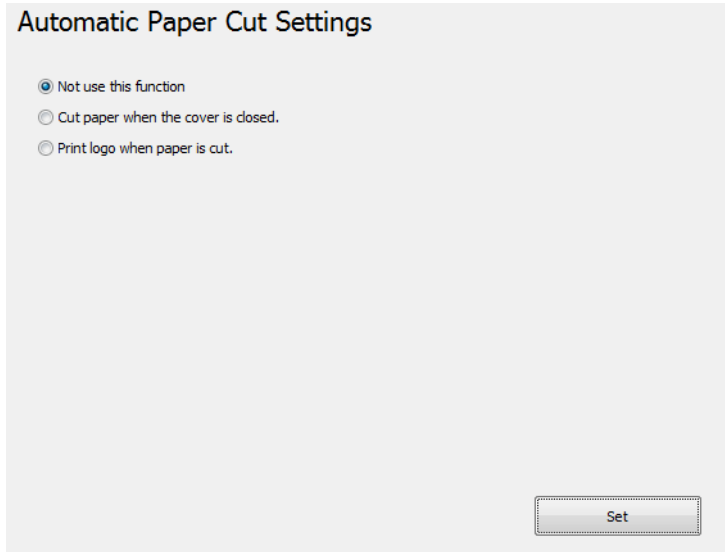 Automatic Paper Cut Settings
Not use this function
Cut paper when the cover is closed.
Print logo when paper is cut.
Set